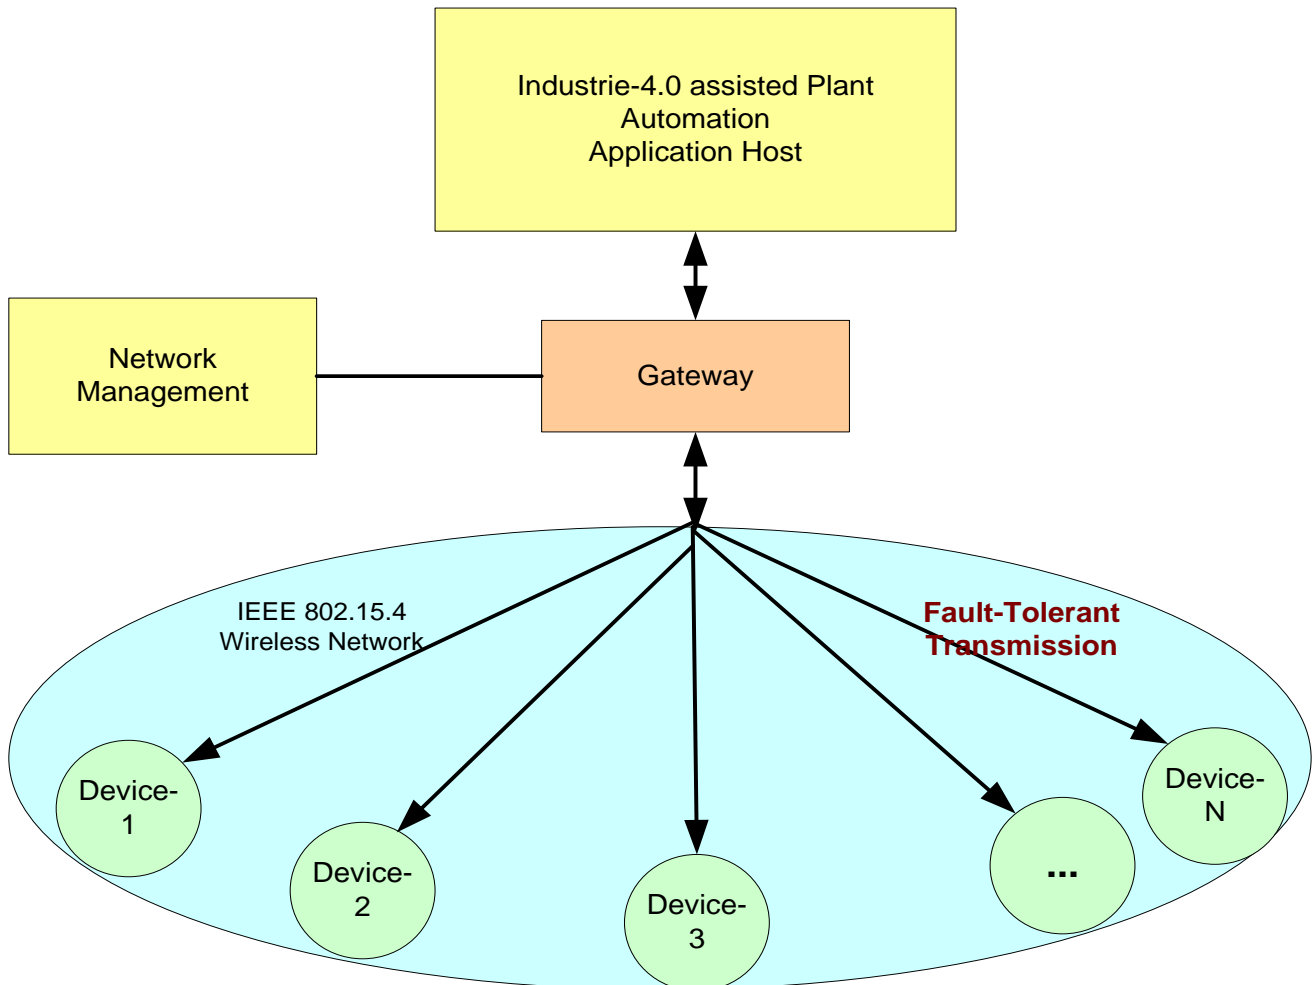 Industrie-4.0 assisted Plant
Automation
Application Host
Network
Management
Gateway
IEEE 802.15.4
Wireless Network
Fault-Tolerant
Transmission
Device-
1
Device-
2
Device-
3
...
Device-
N